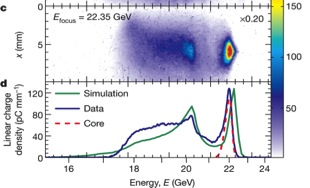 c
0
E_focus = 22.35 GeV
×0.20
x (mm)
5
150
100
50
d
Linear charge
density (pC mm⁻¹)
120
80
40
0
Simulation
Data
Core
16
18
20
22
24
Energy, E (GeV)